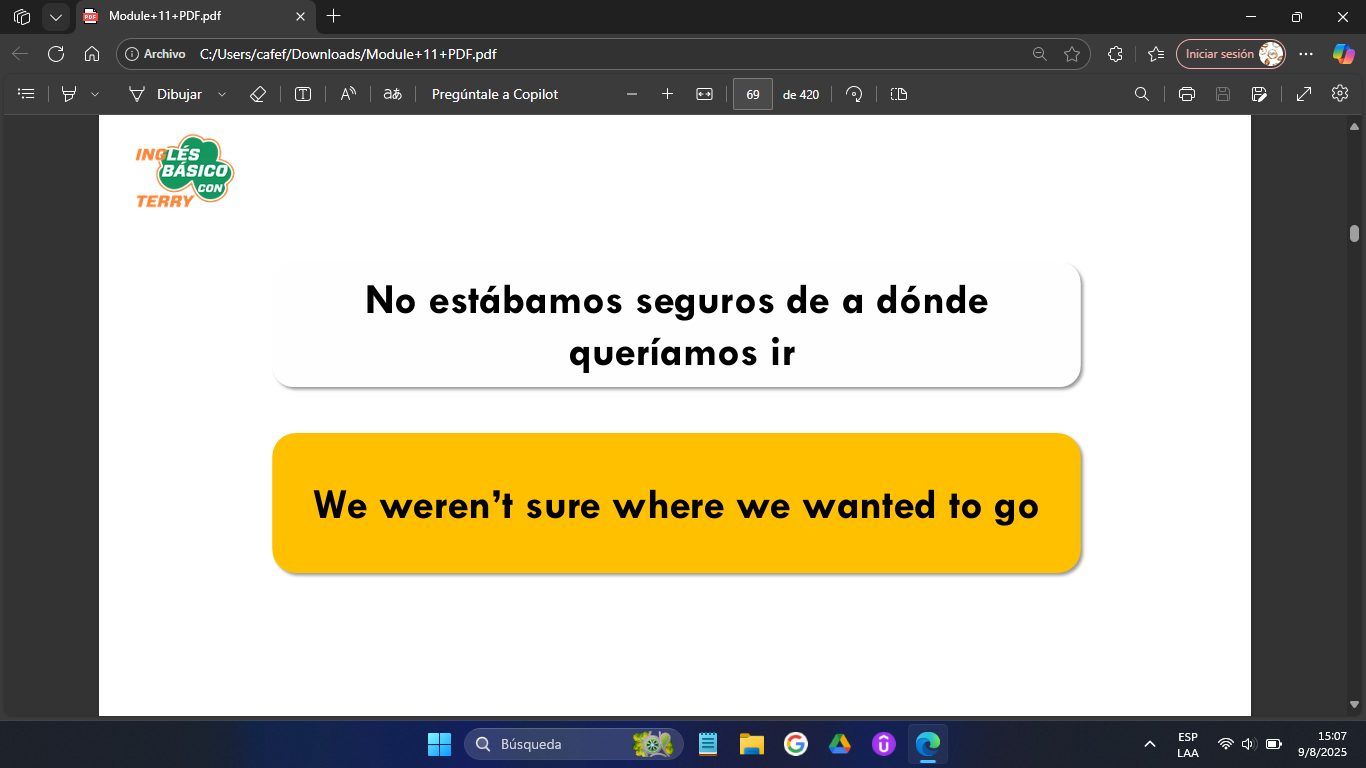 Module+11+PDF.pdf
Archivo C:/Users/cafef/Downloads/Module+11+PDF.pdf Iniciar sesión
Dibujar aあ Pregúntale a Copilot 69 de 420
INGLÉS
BÁSICO
CON
TERRY
No estábamos seguros de a dónde
queríamos ir
We weren’t sure where we wanted to go
Búsqueda
ESP
LAA
15:07
9/8/2025